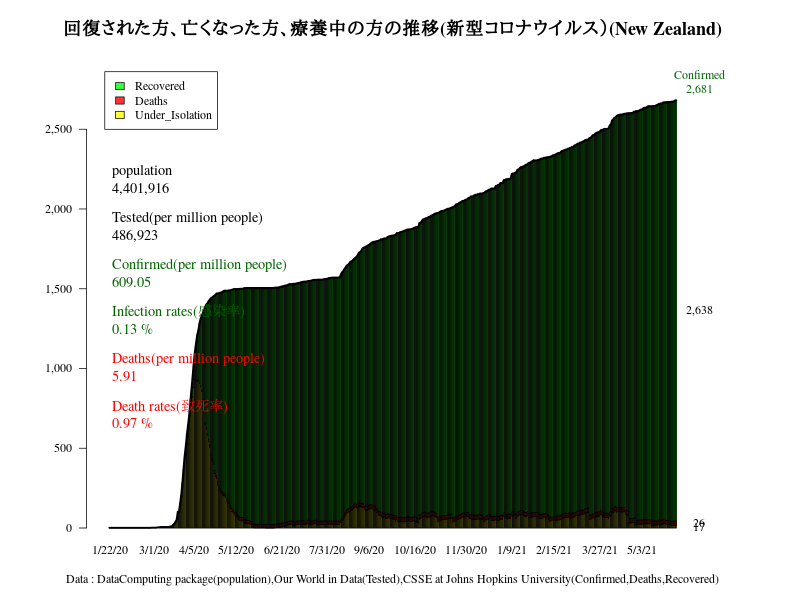 回復された方、亡くなった方、療養中の方の推移(新型コロナウイルス）(New Zealand)
Confirmed
2,681
Recovered
Deaths
Under_Isolation
population
4,401,916
Tested(per million people)
486,923
Confirmed(per million people)
609.05
Infection rates(感染率)
0.13 %
Deaths(per million people)
5.91
Death rates(致死率)
0.97 %
2,500
2,000
1,500
1,000
500
0
2,638
26
17
1/22/20 3/1/20 4/5/20 5/12/20 6/21/20 7/31/20 9/6/20 10/16/20 11/30/20 1/9/21 2/15/21 3/27/21 5/3/21
Data : DataComputing package(population),Our World in Data(Tested),CSSE at Johns Hopkins University(Confirmed,Deaths,Recovered)